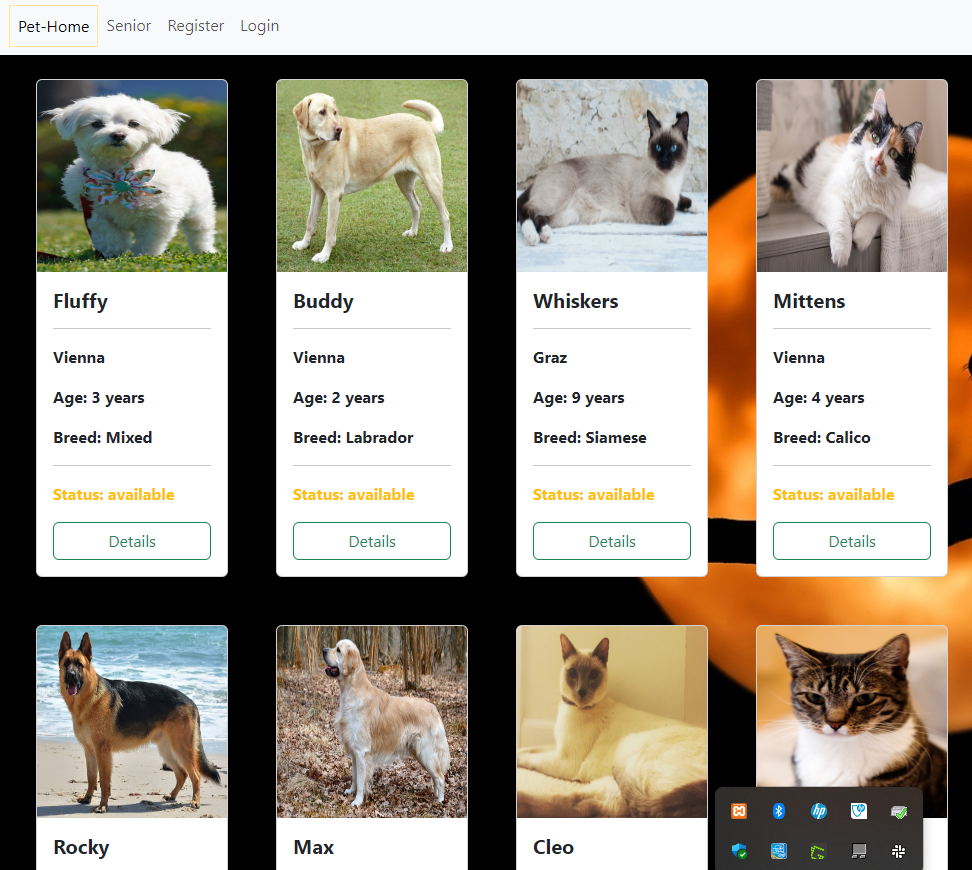 Pet-Home Senior Register Login
Fluffy
Vienna
Age: 3 years
Breed: Mixed
Status: available
Details
Buddy
Vienna
Age: 2 years
Breed: Labrador
Status: available
Details
Whiskers
Graz
Age: 9 years
Breed: Siamese
Status: available
Details
Mittens
Vienna
Age: 4 years
Breed: Calico
Status: available
Details
Rocky
Max
Cleo
hp